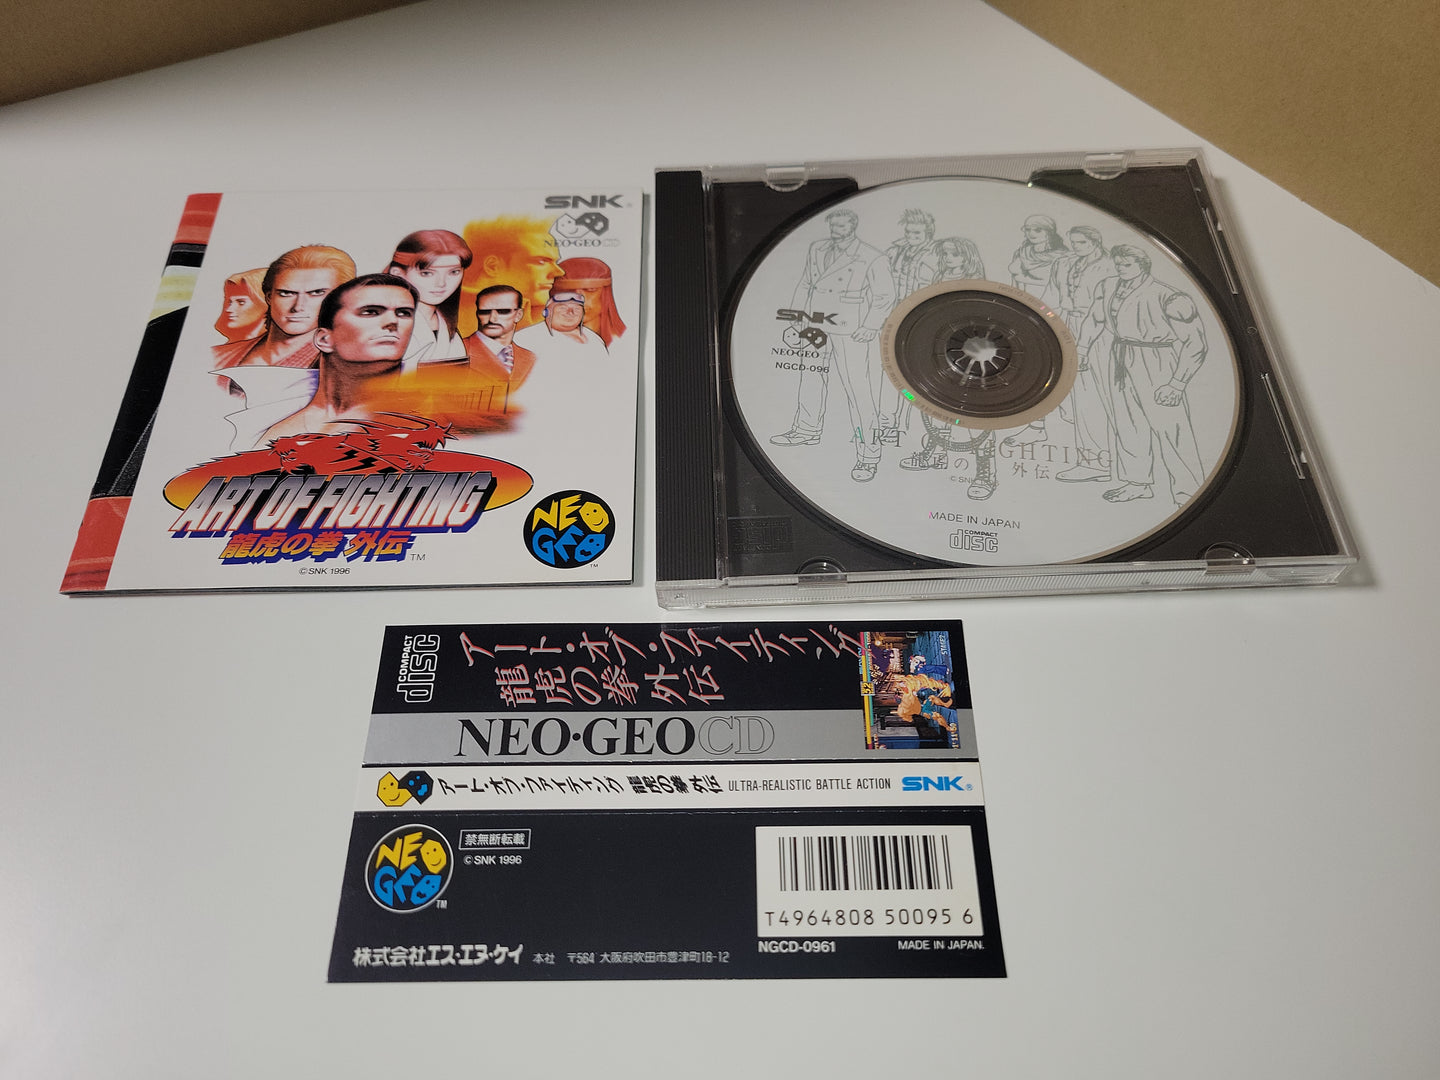 SNK®
NEO·GEO CD
ART OF FIGHTING
龍虎の拳 外伝
TM
©SNK 1996
NEO
GEO
TM
SNK®
NEO·GEO
NGCD-096
ART O FIGHTING
龍虎の 外伝
©SNK
MADE IN JAPAN
COMPACT
disc
COMPACT
disc
アート・オブ・ファイティング
龍虎の拳 外伝
NEO·GEO CD
アート・オブ・ファイティング 龍虎の拳 外伝 ULTRA-REALISTIC BATTLE ACTION SNK®
NEO
GEO
TM
禁無断転載
©SNK 1996
T4964808 50095 6
NGCD-0961 MADE IN JAPAN.
株式会社エス・エヌ・ケイ 本社 〒564 大阪府吹田市豊津町18-12